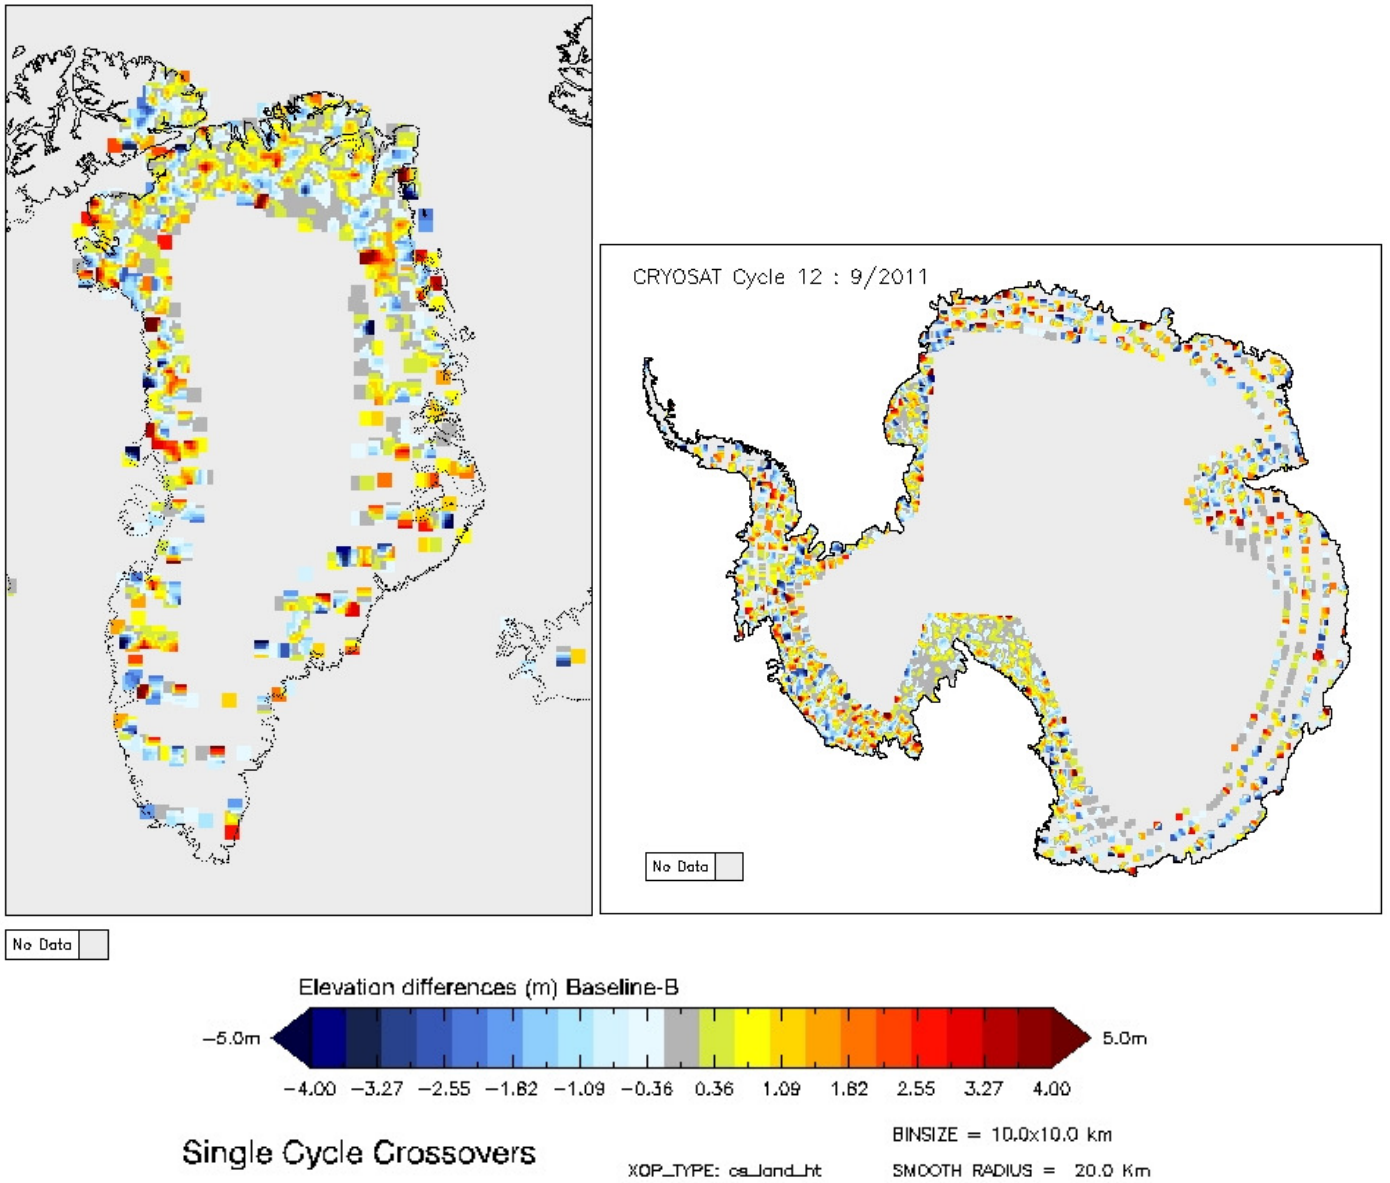 CRYOSAT Cycle 12 : 9/2011
No Data
No Data
Elevation differences (m) Baseline-B
−5.0m
5.0m
−4.00 −3.27 −2.55 −1.82 −1.09 −0.36 0.36 1.09 1.82 2.55 3.27 4.00
Single Cycle Crossovers
BINSIZE = 10.0x10.0 km
XOP_TYPE: cs_land_ht
SMOOTH RADIUS = 20.0 Km